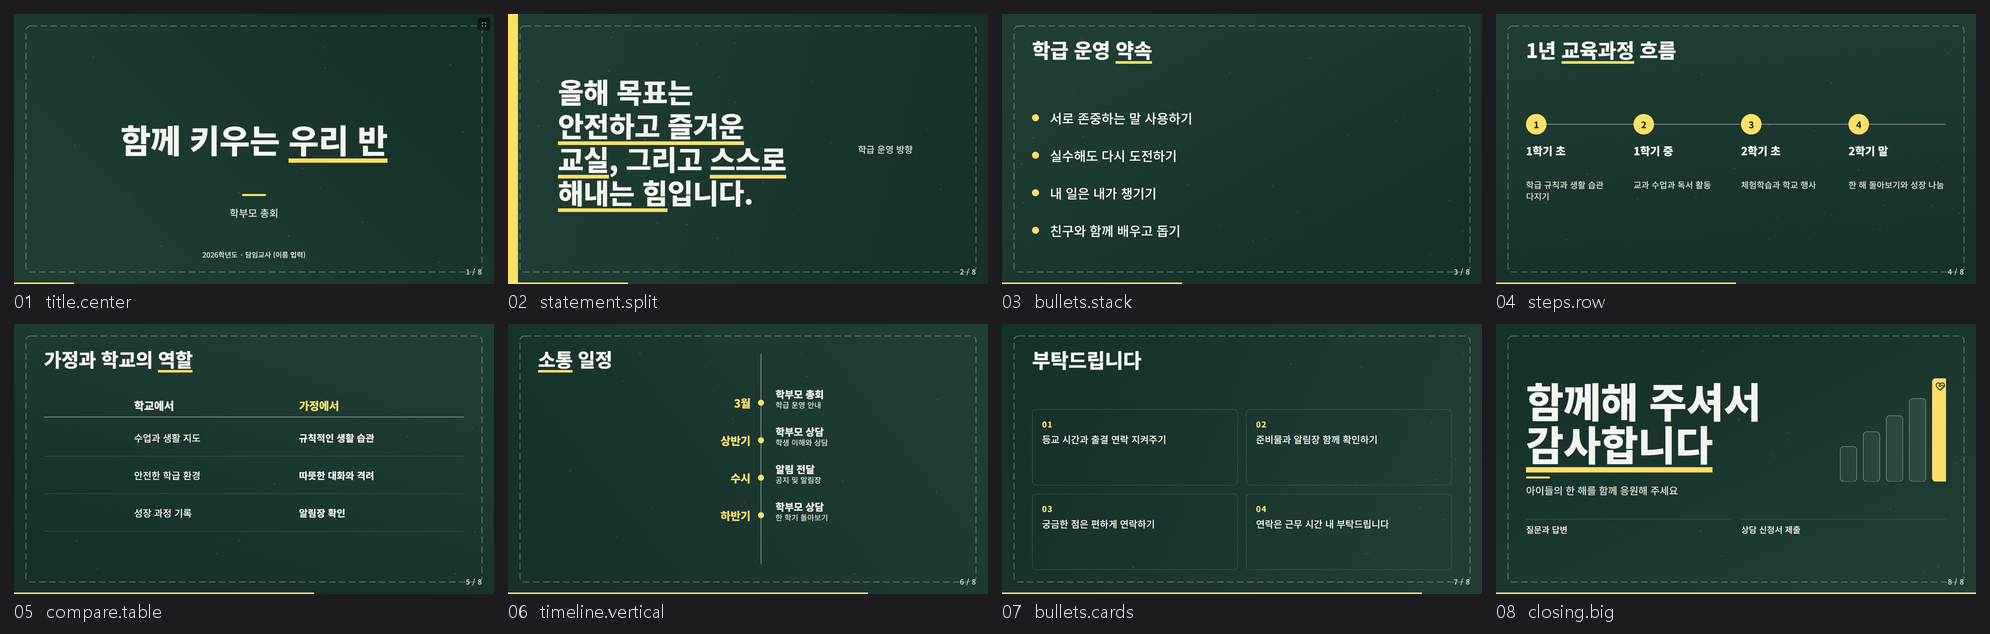 함께 키우는 우리 반
학부모 총회
2026학년도 · 담임교사 (이름 입력)
1 / 8
01 title.center
올해 목표는
안전하고 즐거운
교실, 그리고 스스로
해내는 힘입니다.
학급 운영 방향
2 / 8
02 statement.split
학급 운영 약속
서로 존중하는 말 사용하기
실수해도 다시 도전하기
내 일은 내가 챙기기
친구와 함께 배우고 돕기
3 / 8
03 bullets.stack
1년 교육과정 흐름
1 2 3 4
1학기 초 1학기 중 2학기 초 2학기 말
학급 규칙과 생활 습관 교과 수업과 독서 활동 체험학습과 학교 행사 한 해 돌아보기와 성장 나눔
다지기
4 / 8
04 steps.row
가정과 학교의 역할
학교에서 가정에서
수업과 생활 지도 규칙적인 생활 습관
안전한 학급 환경 따뜻한 대화와 격려
성장 과정 기록 알림장 확인
5 / 8
05 compare.table
소통 일정
3월 학부모 총회
학급 운영 안내
상반기 학부모 상담
학생 이해와 상담
수시 알림 전달
공지 및 알림장
하반기 학부모 상담
한 학기 돌아보기
6 / 8
06 timeline.vertical
부탁드립니다
01
등교 시간과 출결 연락 지켜주기
02
준비물과 알림장 함께 확인하기
03
궁금한 점은 편하게 연락하기
04
연락은 근무 시간 내 부탁드립니다
7 / 8
07 bullets.cards
함께해 주셔서
감사합니다
아이들의 한 해를 함께 응원해 주세요
질문과 답변 상담 신청서 제출
8 / 8
08 closing.big